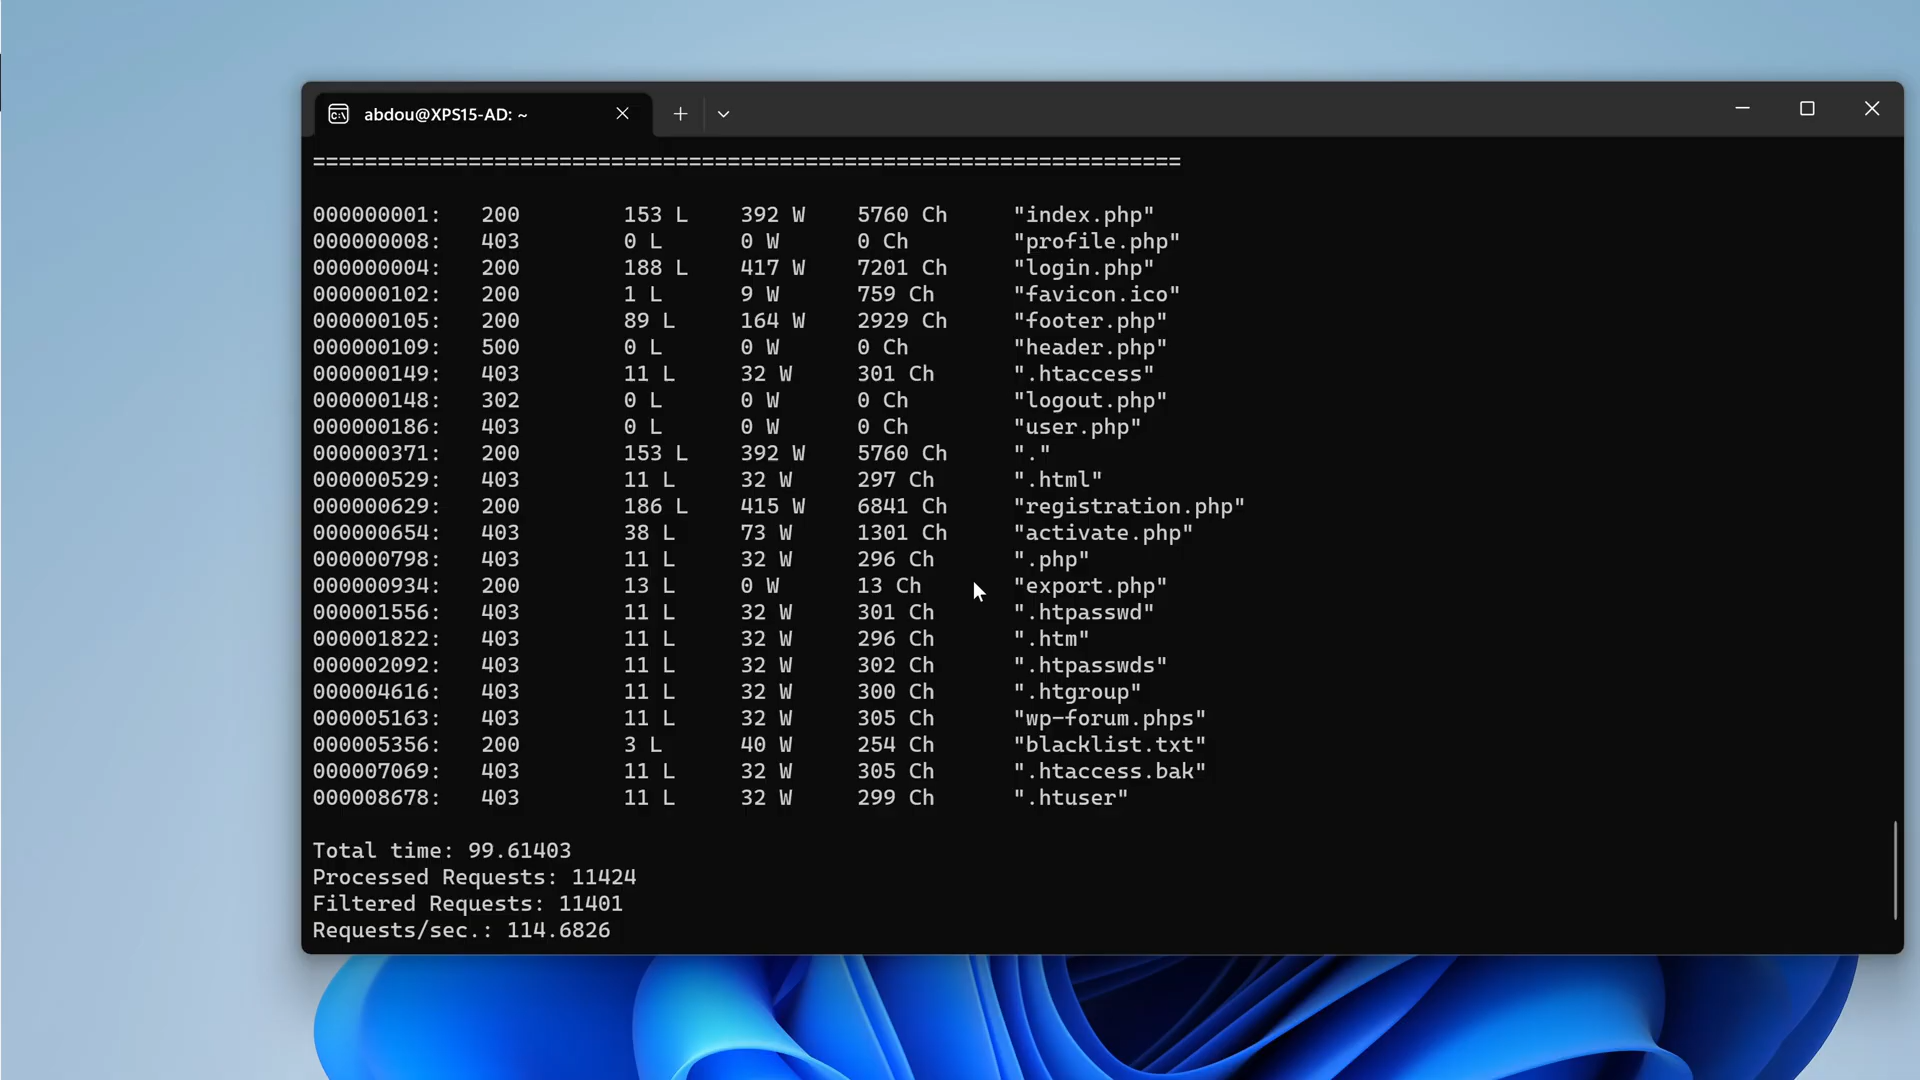 abdou@XPS15-AD: ~
===================================================================
000000001:   200        153 L    392 W    5760 Ch     "index.php"
000000008:   403        0 L      0 W      0 Ch        "profile.php"
000000004:   200        188 L    417 W    7201 Ch     "login.php"
000000102:   200        1 L      9 W      759 Ch      "favicon.ico"
000000105:   200        89 L     164 W    2929 Ch     "footer.php"
000000109:   500        0 L      0 W      0 Ch        "header.php"
000000149:   403        11 L     32 W     301 Ch      ".htaccess"
000000148:   302        0 L      0 W      0 Ch        "logout.php"
000000186:   403        0 L      0 W      0 Ch        "user.php"
000000371:   200        153 L    392 W    5760 Ch     "."
000000529:   403        11 L     32 W     297 Ch      ".html"
000000629:   200        186 L    415 W    6841 Ch     "registration.php"
000000654:   403        38 L     73 W     1301 Ch     "activate.php"
000000798:   403        11 L     32 W     296 Ch      ".php"
000000934:   200        13 L     0 W      13 Ch       "export.php"
000001556:   403        11 L     32 W     301 Ch      ".htpasswd"
000001822:   403        11 L     32 W     296 Ch      ".htm"
000002092:   403        11 L     32 W     302 Ch      ".htpasswds"
000004616:   403        11 L     32 W     300 Ch      ".htgroup"
000005163:   403        11 L     32 W     305 Ch      "wp-forum.phps"
000005356:   200        3 L      40 W     254 Ch      "blacklist.txt"
000007069:   403        11 L     32 W     305 Ch      ".htaccess.bak"
000008678:   403        11 L     32 W     299 Ch      ".htuser"
Total time: 99.61403
Processed Requests: 11424
Filtered Requests: 11401
Requests/sec.: 114.6826